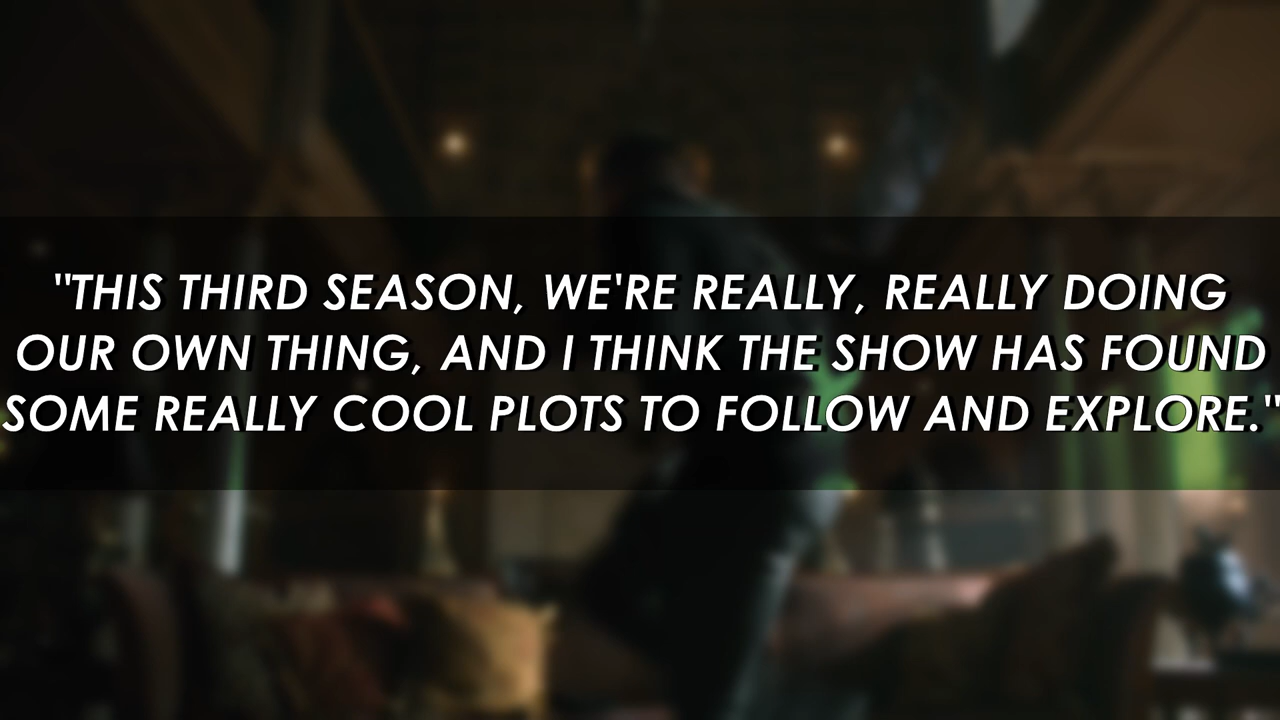 "THIS THIRD SEASON, WE'RE REALLY, REALLY DOING
OUR OWN THING, AND I THINK THE SHOW HAS FOUND
SOME REALLY COOL PLOTS TO FOLLOW AND EXPLORE."